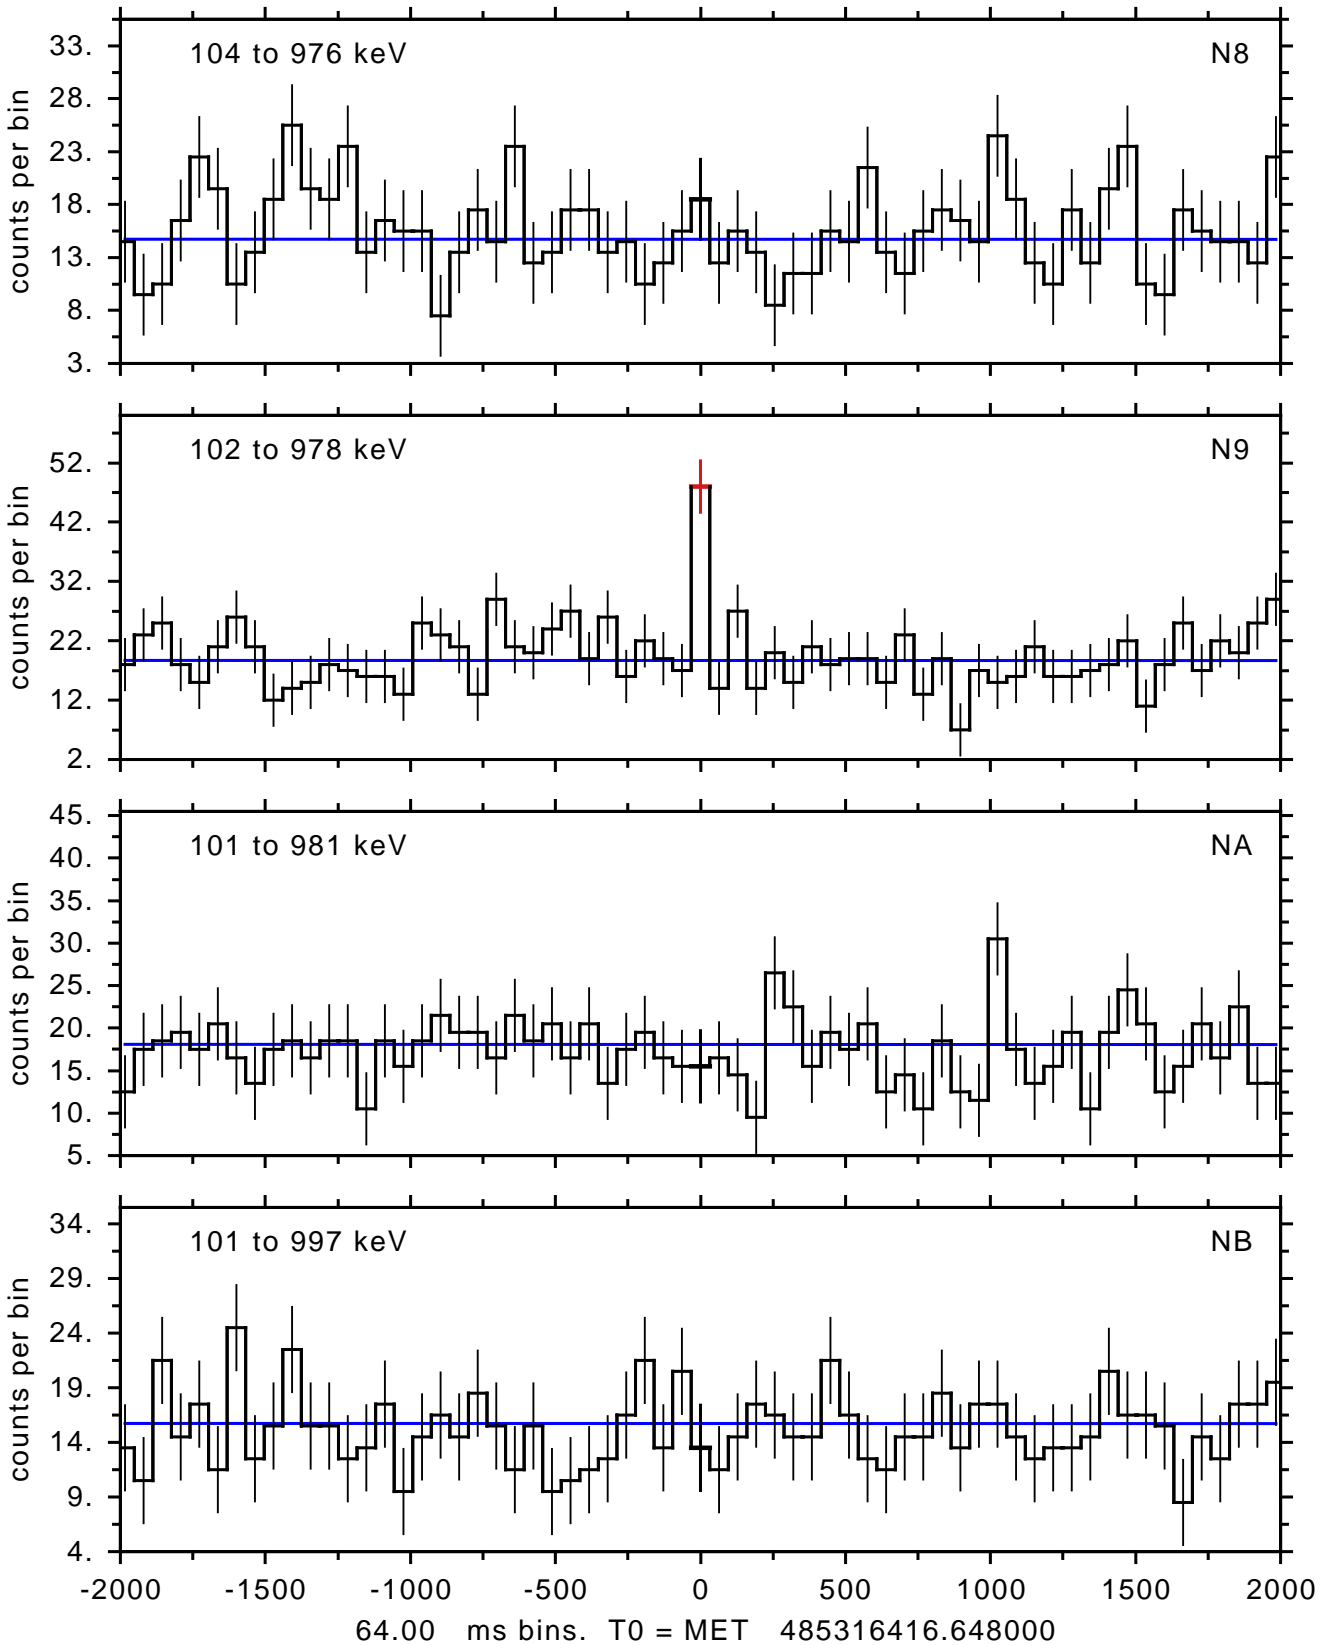 104 to 976 keV N8
counts per bin
33.
28.
23.
18.
13.
8.
3.
102 to 978 keV N9
counts per bin
52.
42.
32.
22.
12.
2.
101 to 981 keV NA
counts per bin
45.
40.
35.
30.
25.
20.
15.
10.
5.
101 to 997 keV NB
counts per bin
34.
29.
24.
19.
14.
9.
4.
-2000 -1500 -1000 -500 0 500 1000 1500 2000
64.00 ms bins. T0 = MET 485316416.648000